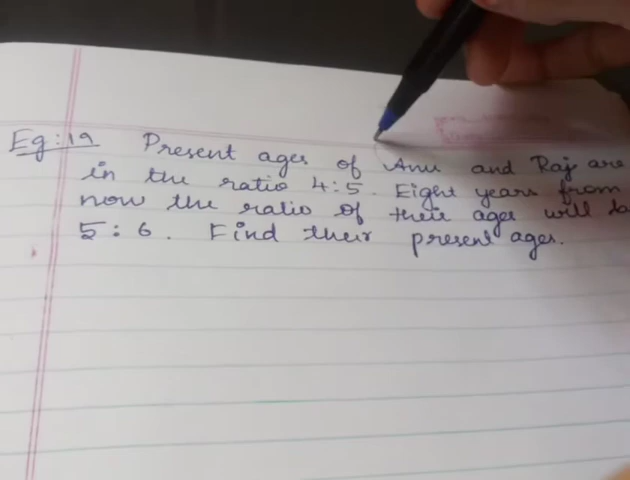 Eg:19 Present ages of Anu and Raj are
in the ratio 4:5. Eight years from
now the ratio of their ages will
5:6. Find their present ages.